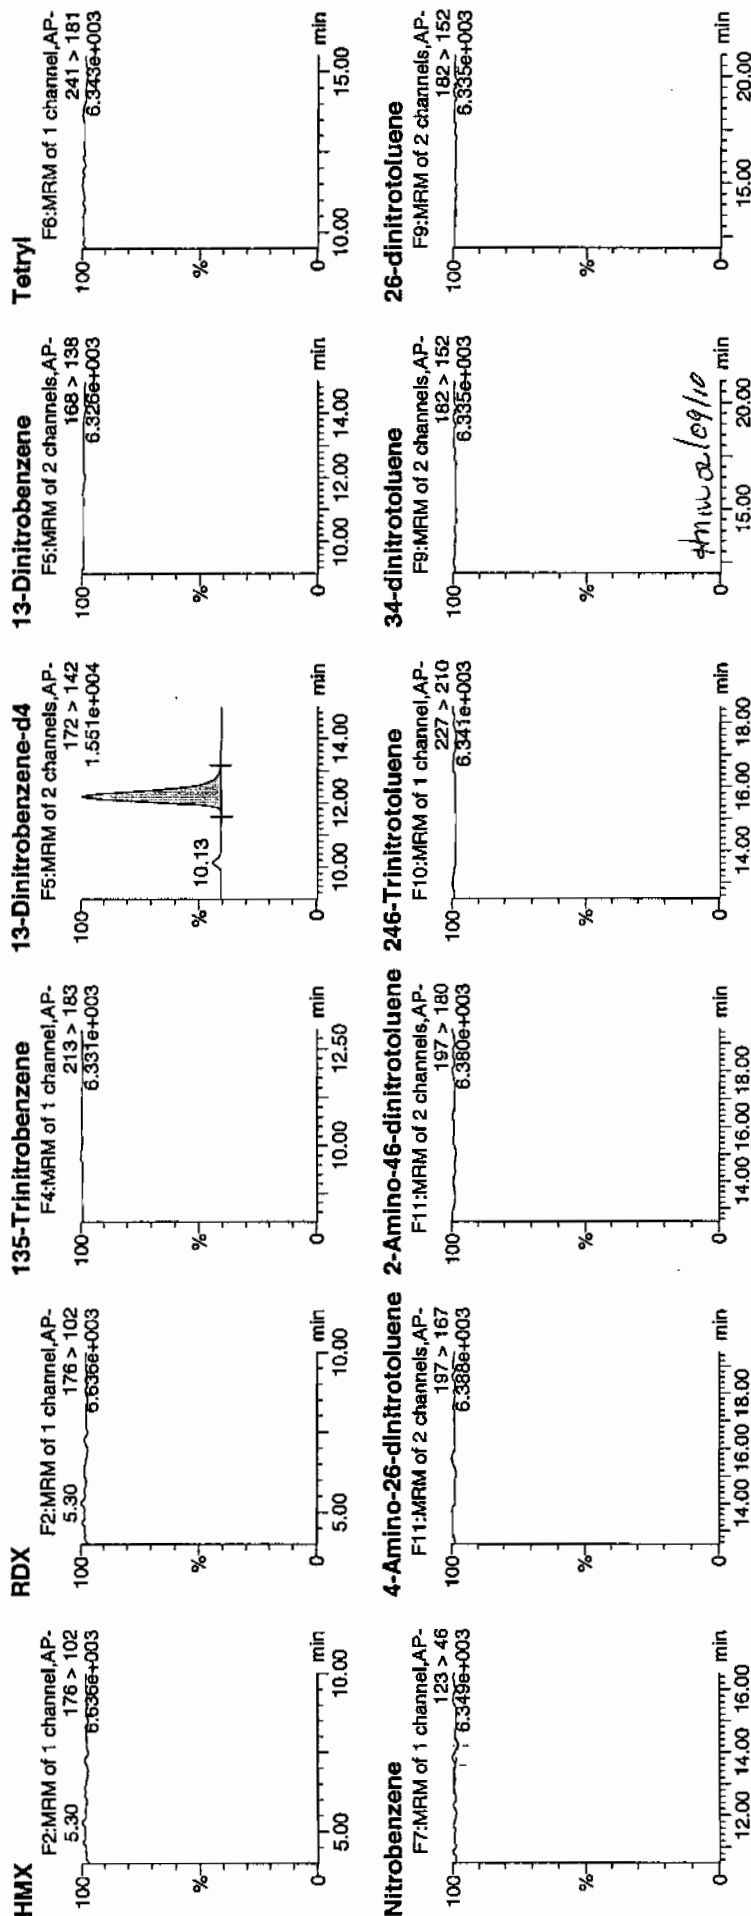 HMX
F2:MRM of 1 channel,AP-
176 > 102
6.636e+003
5.30
100
%
0
5.00 10.00 min
RDX
F2:MRM of 1 channel,AP-
176 > 102
6.636e+003
5.30
100
%
0
5.00 10.00 min
135-Trinitrobenzene
F4:MRM of 1 channel,AP-
213 > 183
6.331e+003
100
%
0
10.00 12.50 min
13-Dinitrobenzene-d4
F5:MRM of 2 channels,AP-
172 > 142
1.551e+004
100
10.13
%
0
10.00 12.00 14.00 min
13-Dinitrobenzene
F5:MRM of 2 channels,AP-
168 > 138
6.326e+003
100
%
0
10.00 12.00 14.00 min
Tetryl
F6:MRM of 1 channel,AP-
241 > 181
6.343e+003
100
%
0
10.00 15.00 min
Nitrobenzene
F7:MRM of 1 channel,AP-
123 > 46
6.349e+003
100
%
0
12.00 14.00 16.00 min
4-Amino-26-dinitrotoluene
F11:MRM of 2 channels,AP-
197 > 167
6.388e+003
100
%
0
14.00 16.00 18.00 min
2-Amino-46-dinitrotoluene
F11:MRM of 2 channels,AP-
197 > 180
6.380e+003
100
%
0
14.00 16.00 18.00 min
246-Trinitrotoluene
F10:MRM of 1 channel,AP-
227 > 210
6.341e+003
100
%
0
14.00 16.00 18.00 min
34-dinitrotoluene
F9:MRM of 2 channels,AP-
182 > 152
6.335e+003
100
%
02/09/10
0
15.00 20.00 min
26-dinitrotoluene
F9:MRM of 2 channels,AP-
182 > 152
6.335e+003
100
%
0
15.00 20.00 min